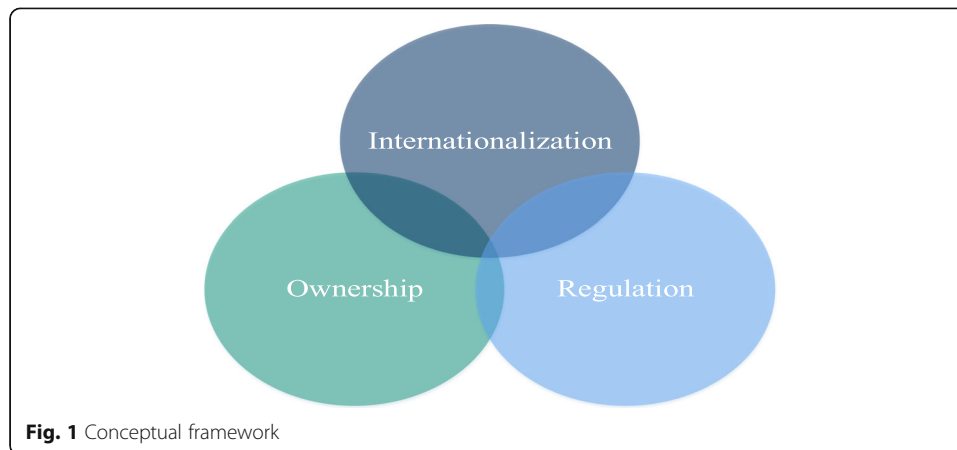 Internationalization
Ownership
Regulation
Fig. 1 Conceptual framework